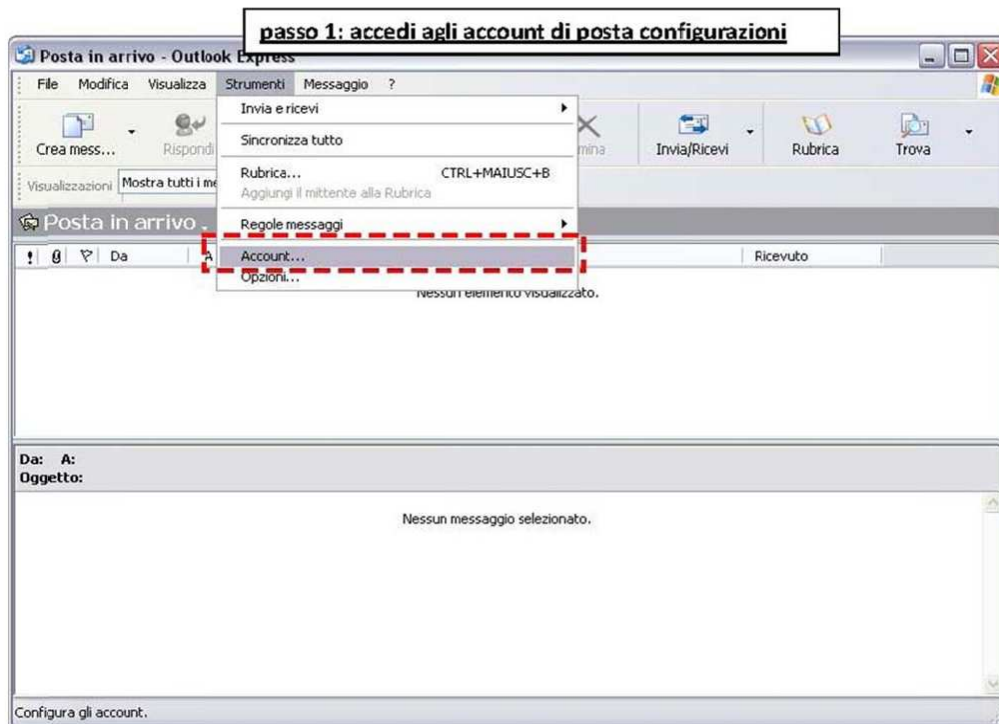 passo 1: accedi agli account di posta configurazioni
Posta in arrivo - Outlook Express
File Modifica Visualizza Strumenti Messaggio ?
Crea mess... Rispondi mina Invia/Ricevi Rubrica Trova
Visualizzazioni Mostra tutti i me
Invia e ricevi
Sincronizza tutto
Rubrica... CTRL+MAIUSC+B
Aggiungi il mittente alla Rubrica
Regole messaggi
Account...
Opzioni...
Posta in arrivo
! Da A Ricevuto
Nessun elemento visualizzato.
Da: A:
Oggetto:
Nessun messaggio selezionato.
Configura gli account.